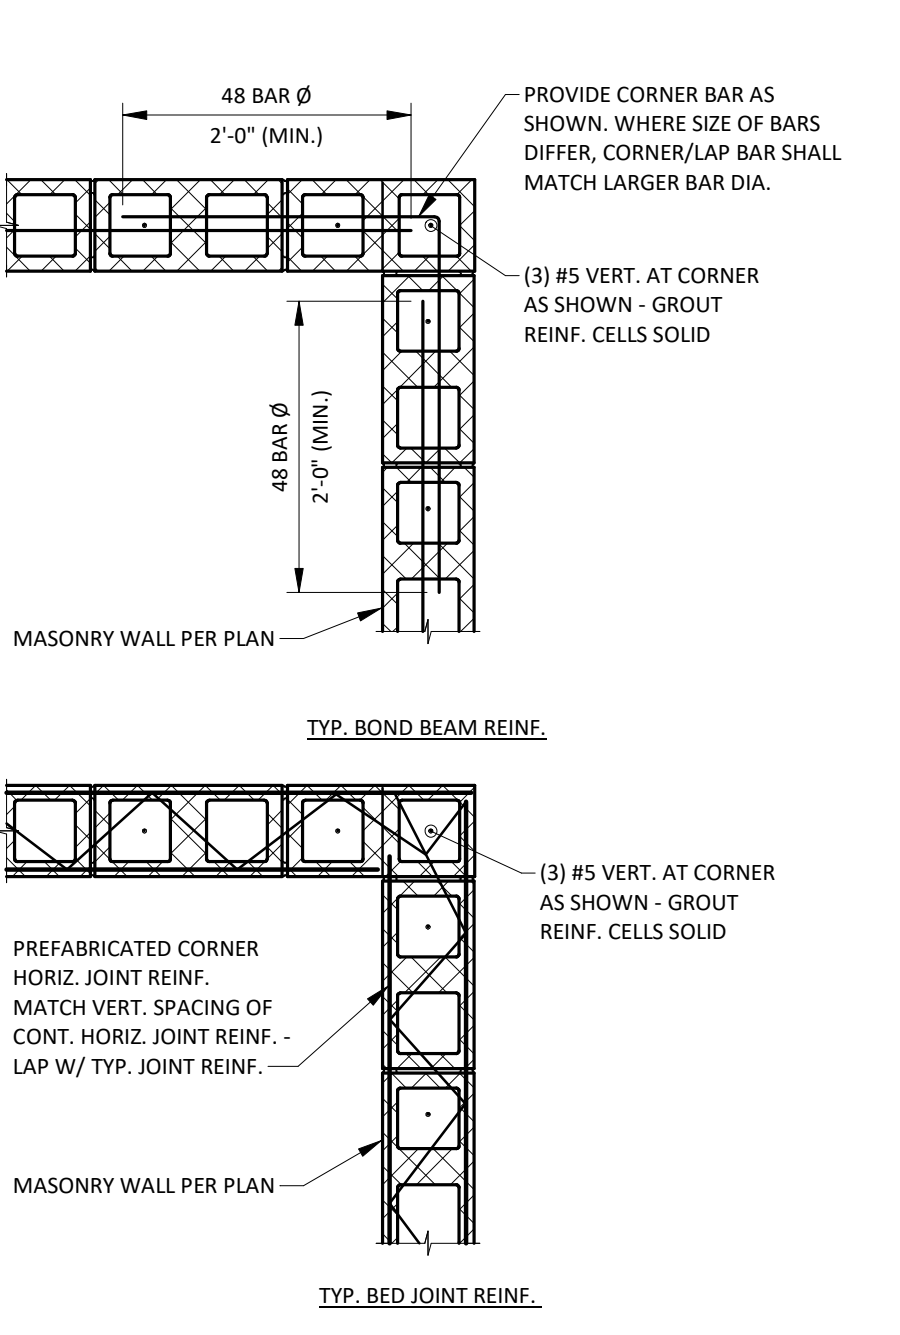 48 BAR Ø
2'-0" (MIN.)
PROVIDE CORNER BAR AS
SHOWN. WHERE SIZE OF BARS
DIFFER, CORNER/LAP BAR SHALL
MATCH LARGER BAR DIA.
(3) #5 VERT. AT CORNER
AS SHOWN - GROUT
REINF. CELLS SOLID
48 BAR Ø
2'-0" (MIN.)
MASONRY WALL PER PLAN
TYP. BOND BEAM REINF.
(3) #5 VERT. AT CORNER
AS SHOWN - GROUT
REINF. CELLS SOLID
PREFABRICATED CORNER
HORIZ. JOINT REINF.
MATCH VERT. SPACING OF
CONT. HORIZ. JOINT REINF. -
LAP W/ TYP. JOINT REINF.
MASONRY WALL PER PLAN
TYP. BED JOINT REINF.